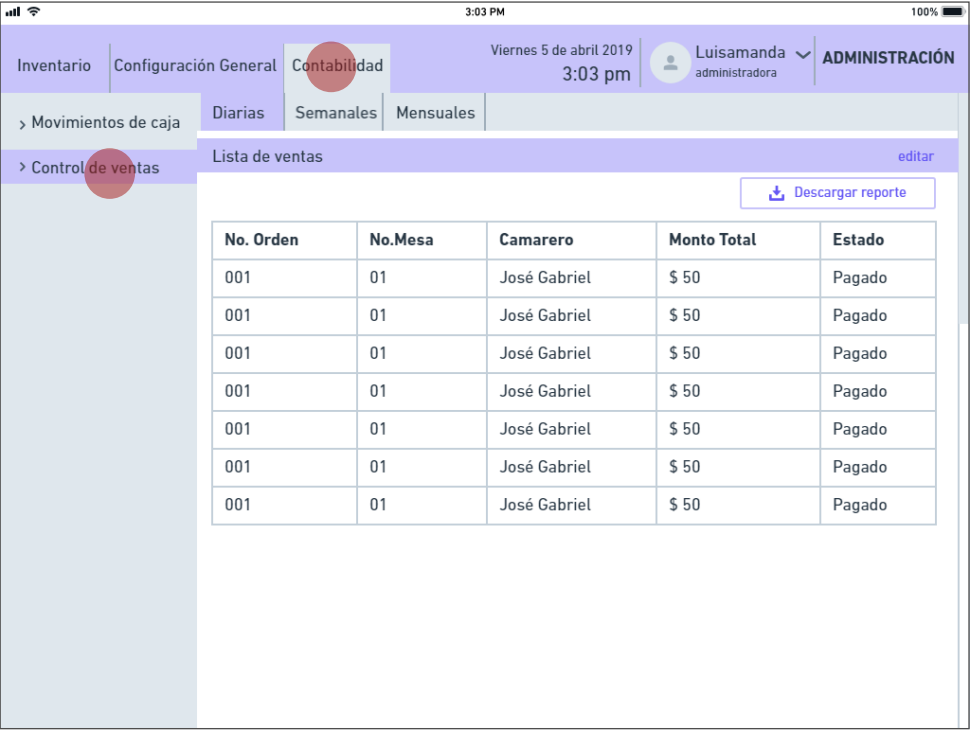 3:03 PM
100%
Inventario
Configuración General
Contabilidad
Viernes 5 de abril 2019
3:03 pm
Luisamanda
administradora
ADMINISTRACIÓN
> Movimientos de caja
> Control de ventas
Diarias
Semanales
Mensuales
Lista de ventas
editar
Descargar reporte
No. Orden No.Mesa Camarero Monto Total Estado
001 01 José Gabriel $ 50 Pagado
001 01 José Gabriel $ 50 Pagado
001 01 José Gabriel $ 50 Pagado
001 01 José Gabriel $ 50 Pagado
001 01 José Gabriel $ 50 Pagado
001 01 José Gabriel $ 50 Pagado
001 01 José Gabriel $ 50 Pagado